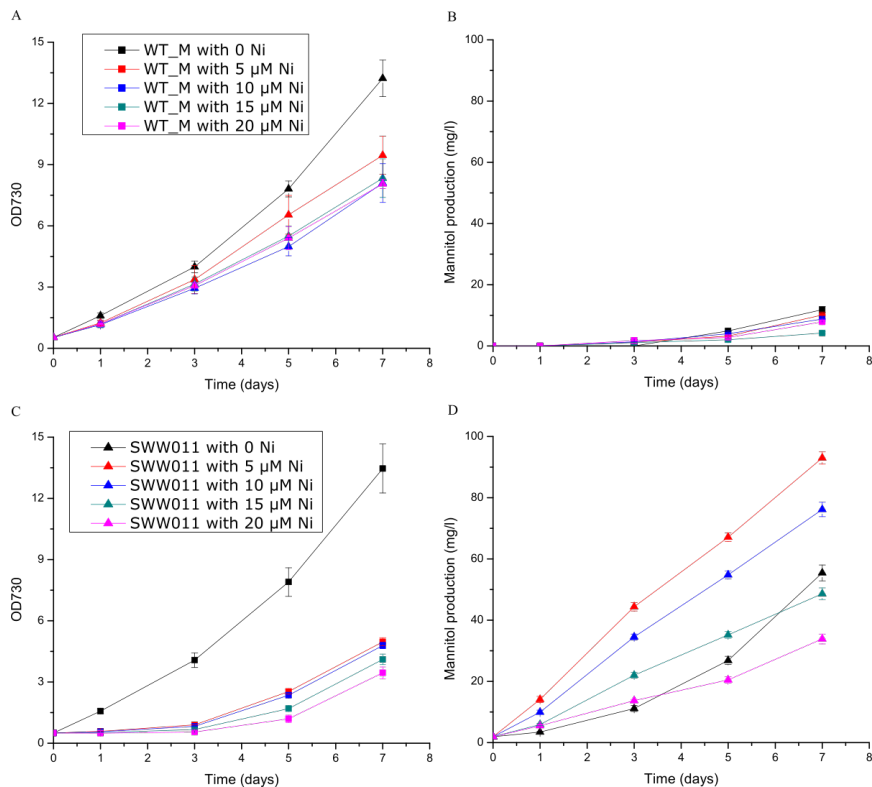 A
15
12
9
6
3
0
OD730
WT_M with 0 Ni
WT_M with 5 µM Ni
WT_M with 10 µM Ni
WT_M with 15 µM Ni
WT_M with 20 µM Ni
0 1 2 3 4 5 6 7 8
Time (days)
B
100
80
60
40
20
0
Mannitol production (mg/l)
0 1 2 3 4 5 6 7 8
Time (days)
C
15
12
9
6
3
0
OD730
SWW011 with 0 Ni
SWW011 with 5 µM Ni
SWW011 with 10 µM Ni
SWW011 with 15 µM Ni
SWW011 with 20 µM Ni
0 1 2 3 4 5 6 7 8
Time (days)
D
100
80
60
40
20
0
Mannitol production (mg/l)
0 1 2 3 4 5 6 7 8
Time (days)